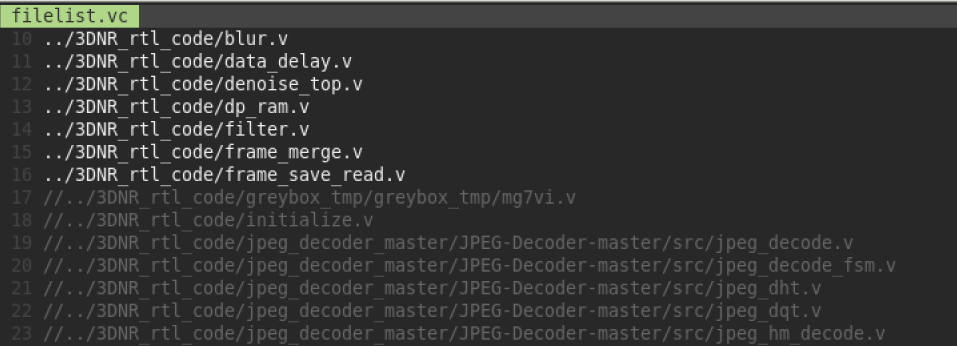 filelist.vc
10 ../3DNR_rtl_code/blur.v
11 ../3DNR_rtl_code/data_delay.v
12 ../3DNR_rtl_code/denoise_top.v
13 ../3DNR_rtl_code/dp_ram.v
14 ../3DNR_rtl_code/filter.v
15 ../3DNR_rtl_code/frame_merge.v
16 ../3DNR_rtl_code/frame_save_read.v
17 //../3DNR_rtl_code/greybox_tmp/greybox_tmp/mg7vi.v
18 //../3DNR_rtl_code/initialize.v
19 //../3DNR_rtl_code/jpeg_decoder_master/JPEG-Decoder-master/src/jpeg_decode.v
20 //../3DNR_rtl_code/jpeg_decoder_master/JPEG-Decoder-master/src/jpeg_decode_fsm.v
21 //../3DNR_rtl_code/jpeg_decoder_master/JPEG-Decoder-master/src/jpeg_dht.v
22 //../3DNR_rtl_code/jpeg_decoder_master/JPEG-Decoder-master/src/jpeg_dqt.v
23 //../3DNR_rtl_code/jpeg_decoder_master/JPEG-Decoder-master/src/jpeg_hm_decode.v